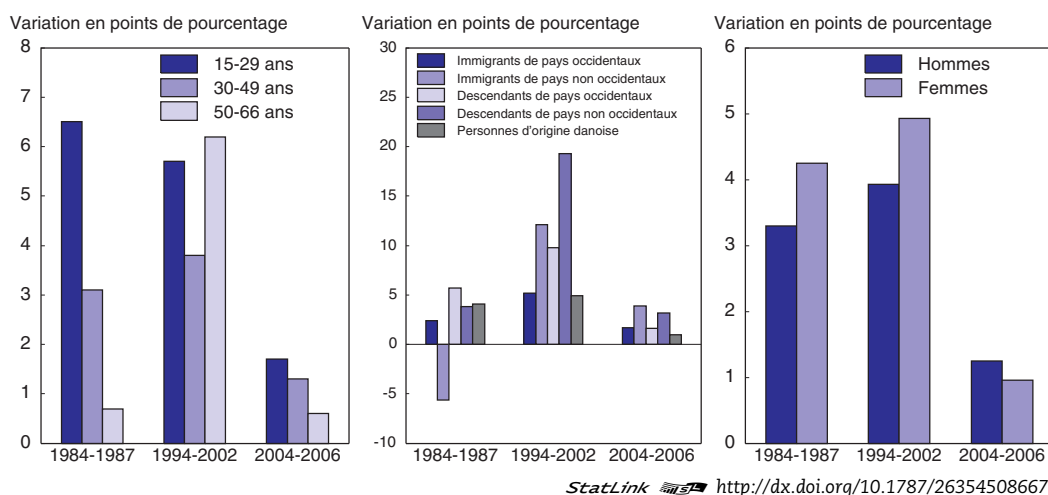 Variation en points de pourcentage
8
7
6
5
4
3
2
1
0
15-29 ans
30-49 ans
50-66 ans
1984-1987
1994-2002
2004-2006
Variation en points de pourcentage
30
25
20
15
10
5
0
-5
-10
Immigrants de pays occidentaux
Immigrants de pays non occidentaux
Descendants de pays occidentaux
Descendants de pays non occidentaux
Personnes d'origine danoise
1984-1987
1994-2002
2004-2006
Variation en points de pourcentage
6
5
4
3
2
1
0
Hommes
Femmes
1984-1987
1994-2002
2004-2006
StatLink http://dx.doi.org/10.1787/26354508667